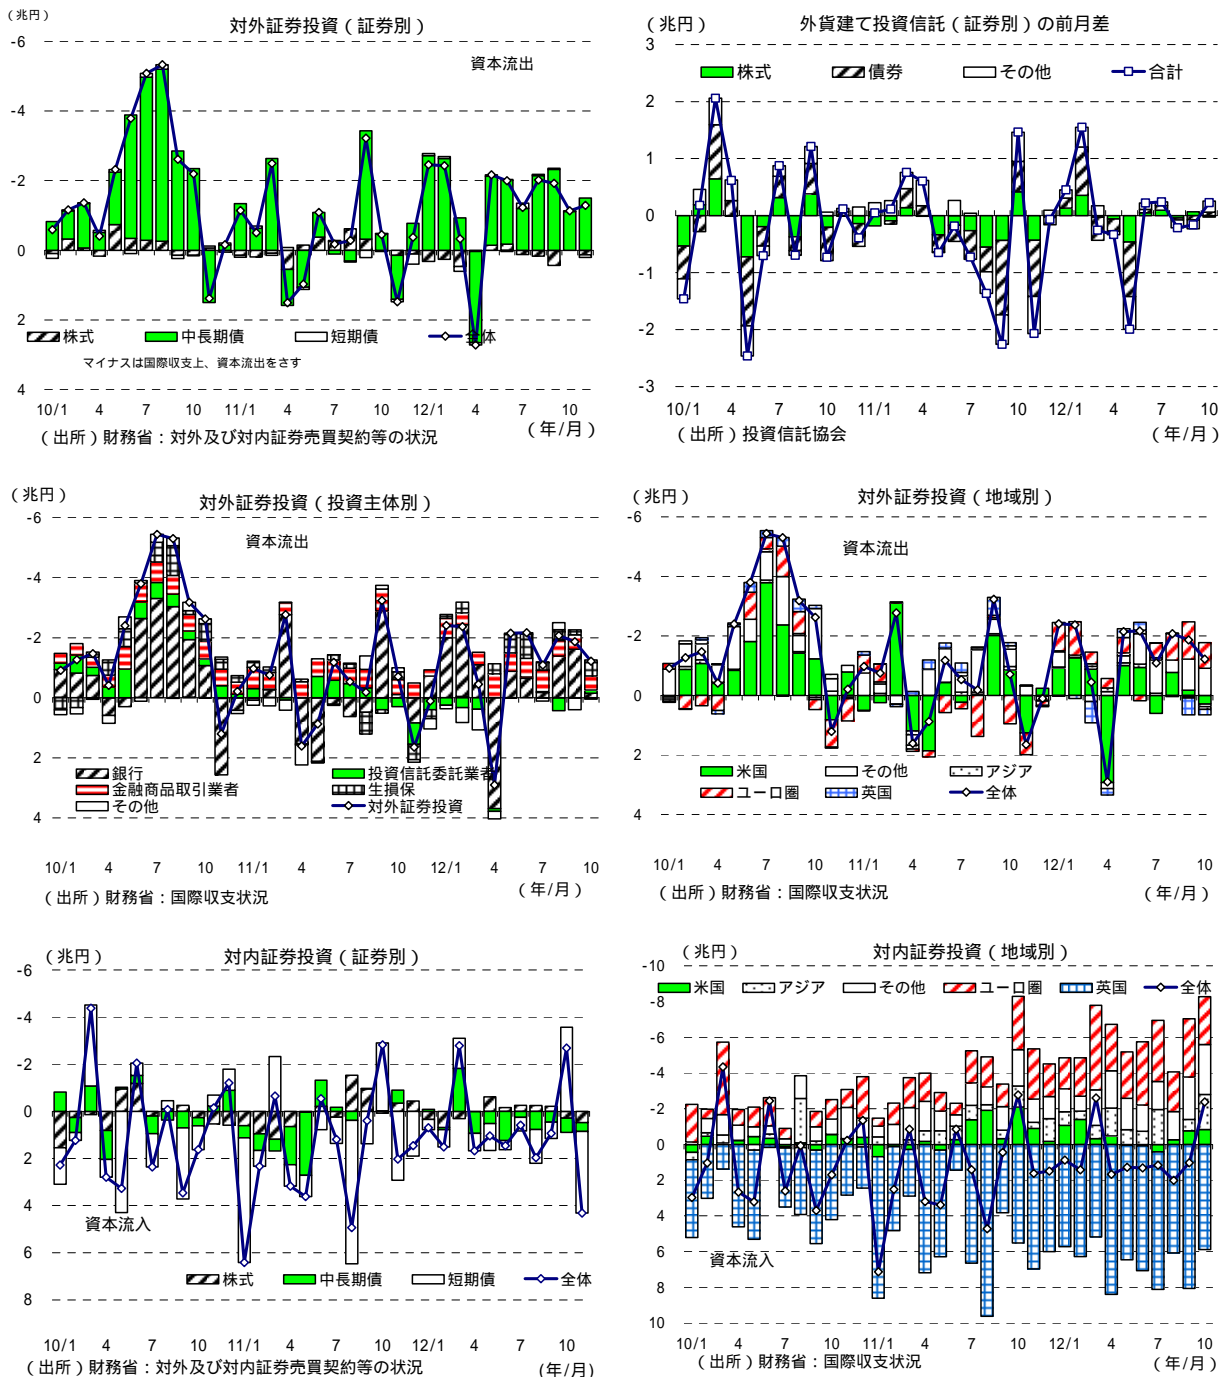 （兆円）
対外証券投資（証券別）
-6
資本流出
-4
-2
0
2
株式 中長期債 短期債 全体
マイナスは国際収支上、資本流出をさす
4
10/1 4 7 10 11/1 4 7 10 12/1 4 7 10
（出所）財務省：対外及び対内証券売買契約等の状況
（年/月）
（兆円）
外貨建て投資信託（証券別）の前月差
3
株式 債券 その他 合計
2
1
0
-1
-2
-3
10/1 4 7 10 11/1 4 7 10 12/1 4 7 10
（出所）投資信託協会
（年/月）
（兆円）
対外証券投資（投資主体別）
-6
資本流出
-4
-2
0
2
銀行 投資信託委託業者
金融商品取引業者 生損保
その他 対外証券投資
4
10/1 4 7 10 11/1 4 7 10 12/1 4 7 10
（出所）財務省：国際収支状況
（年/月）
（兆円）
対外証券投資（地域別）
-6
資本流出
-4
-2
0
2
米国 その他 アジア
ユーロ圏 英国 全体
4
10/1 4 7 10 11/1 4 7 10 12/1 4 7 10
（出所）財務省：国際収支状況
（年/月）
（兆円）
対内証券投資（証券別）
-6
-4
-2
0
2
4
資本流入
6
株式 中長期債 短期債 全体
8
10/1 4 7 10 11/1 4 7 10 12/1 4 7 10
（出所）財務省：対外及び対内証券売買契約等の状況
（年/月）
（兆円）
対内証券投資（地域別）
-10
米国 アジア その他 ユーロ圏 英国 全体
-8
-6
-4
-2
0
2
4
6
資本流入
8
10
10/1 4 7 10 11/1 4 7 10 12/1 4 7 10
（出所）財務省：国際収支状況
（年/月）